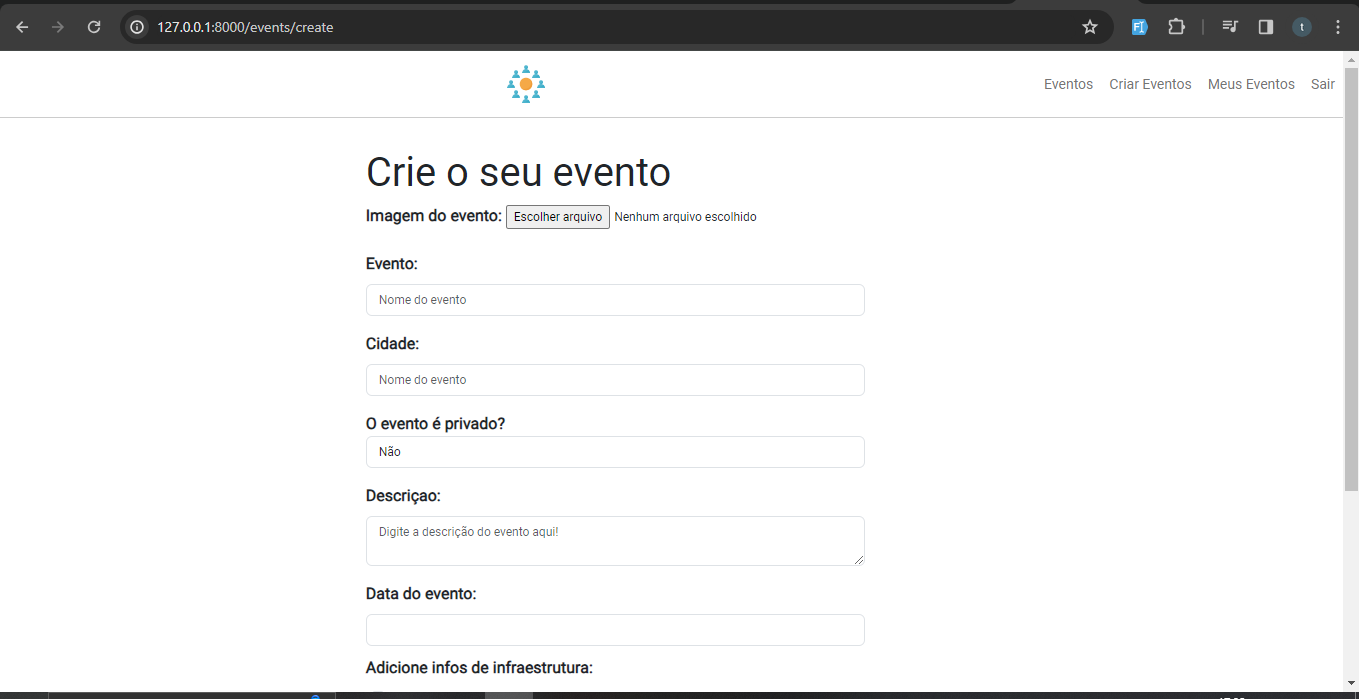 127.0.0.1:8000/events/create
t
Eventos Criar Eventos Meus Eventos Sair
Crie o seu evento
Imagem do evento: Escolher arquivo Nenhum arquivo escolhido
Evento:
Nome do evento
Cidade:
Nome do evento
O evento é privado?
Não
Descriçao:
Digite a descrição do evento aqui!
Data do evento:
Adicione infos de infraestrutura: